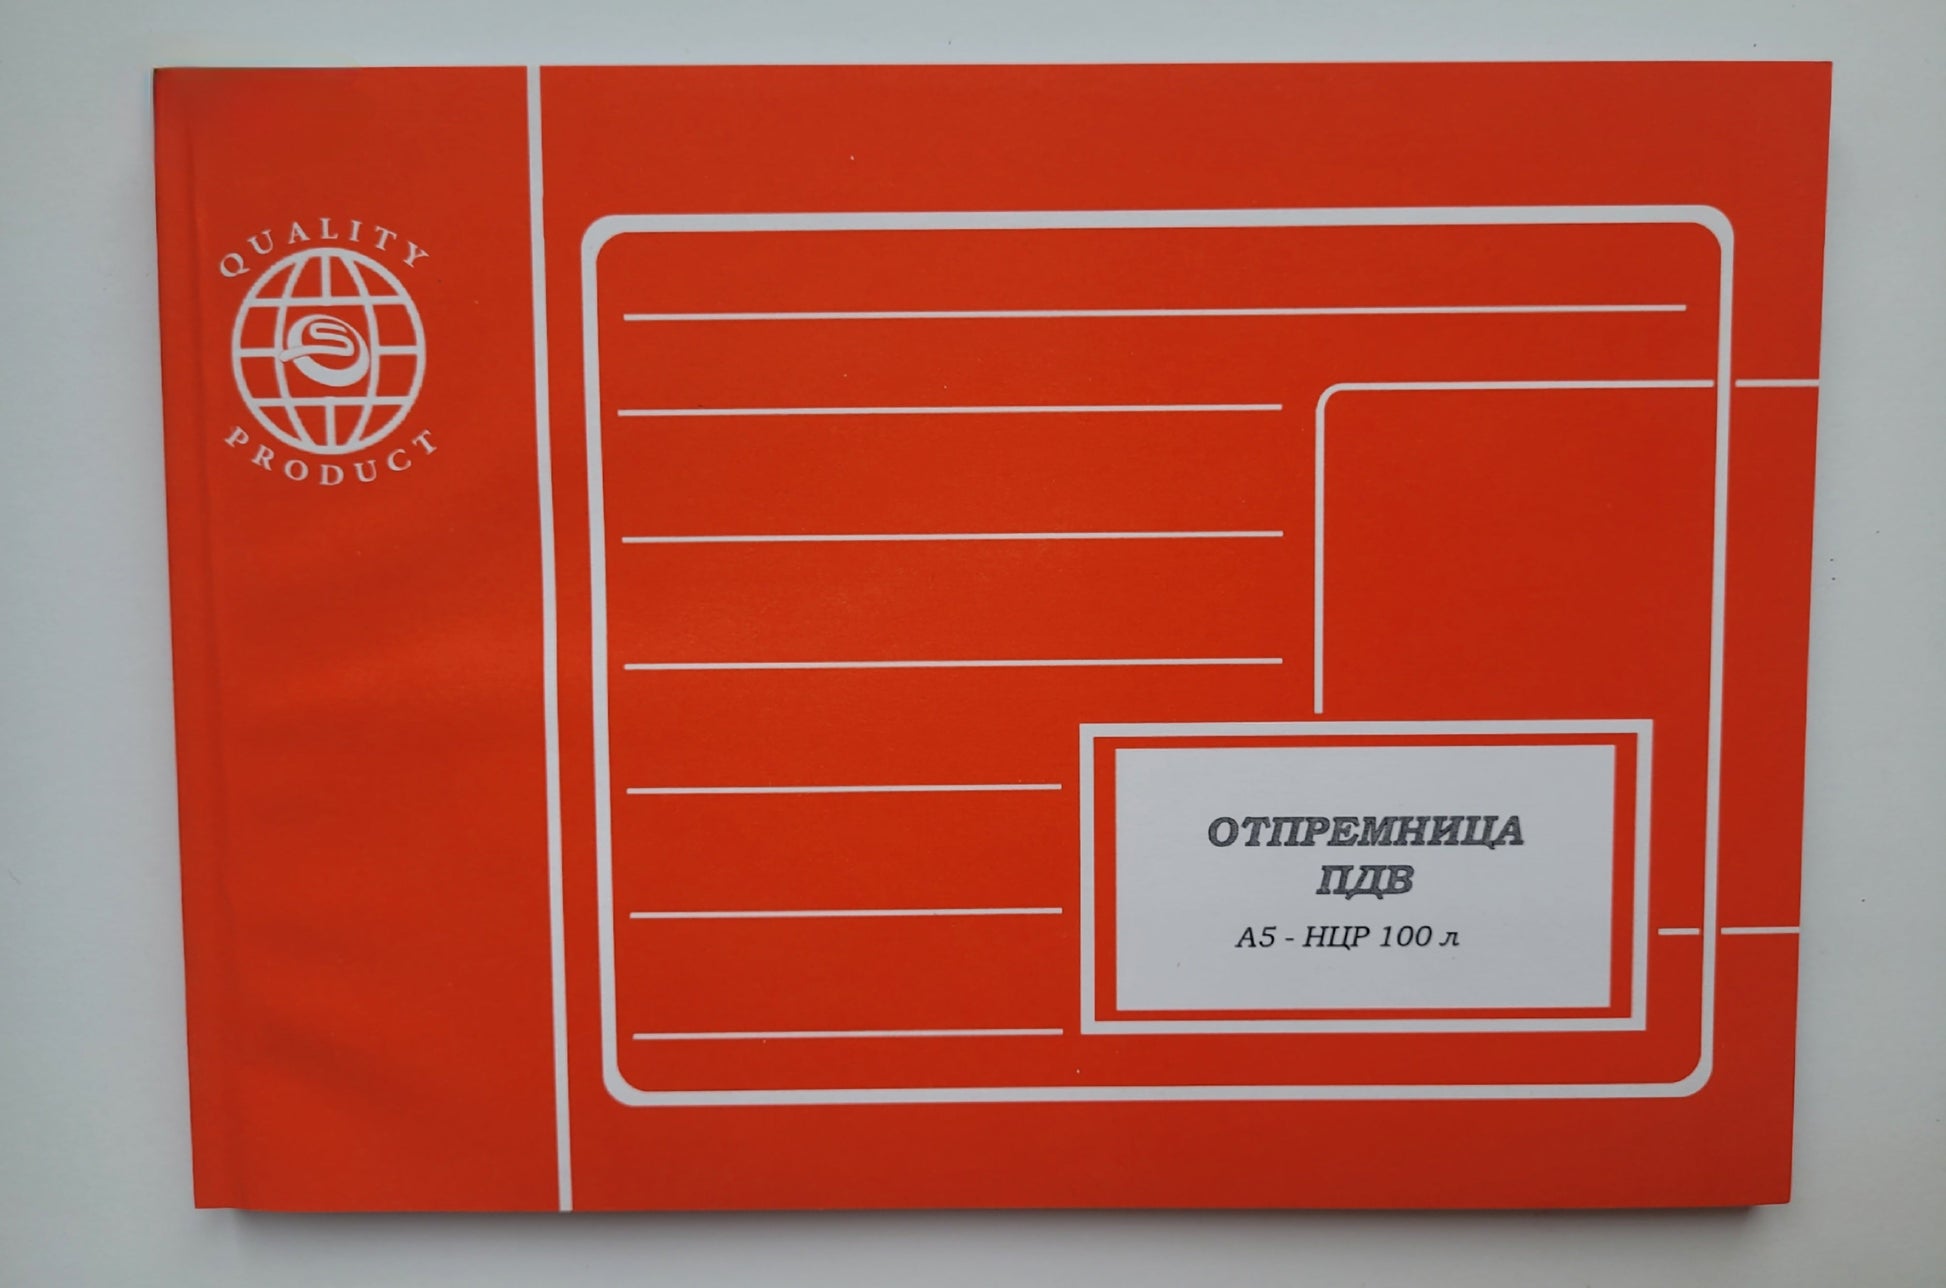 QUALITY
PRODUCT
ОТПРЕМНИЦА
ПДВ
А5 - НЦР 100 л